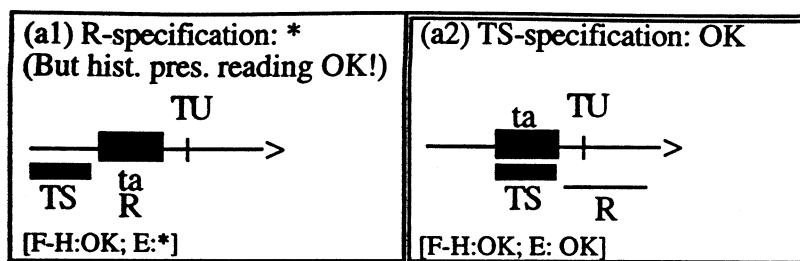 (a1) R-specification: *
(But hist. pres. reading OK!)
TU
TS
ta
R
[F-H:OK; E:*]
(a2) TS-specification: OK
ta
TU
TS
R
[F-H:OK; E: OK]